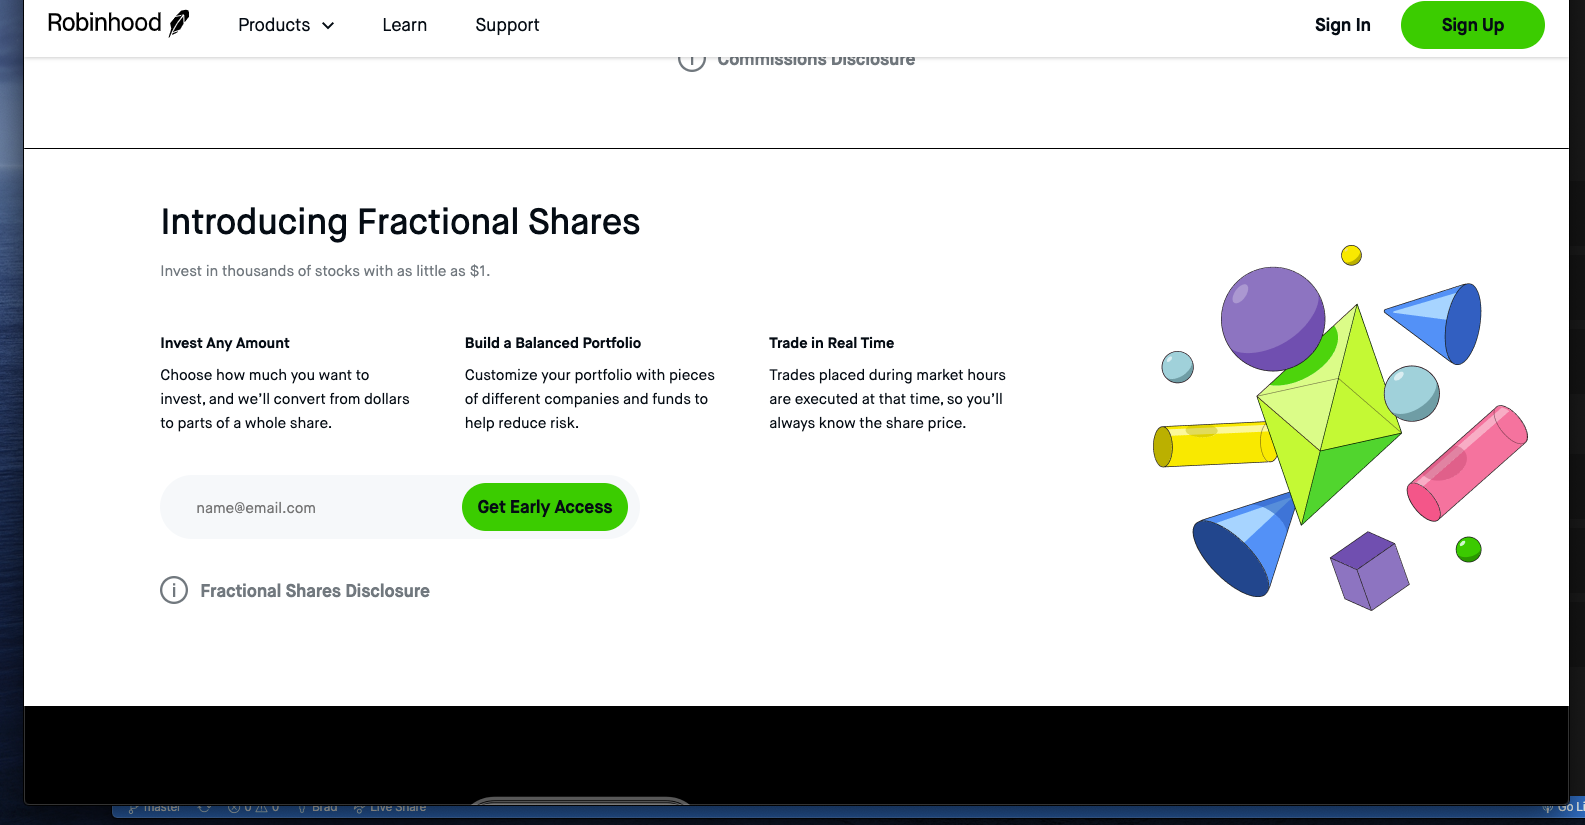 Robinhood
Products
Learn
Support
Sign In
Sign Up
Commissions Disclosure
Introducing Fractional Shares
Invest in thousands of stocks with as little as $1.
Invest Any Amount
Choose how much you want to
invest, and we’ll convert from dollars
to parts of a whole share.
Build a Balanced Portfolio
Customize your portfolio with pieces
of different companies and funds to
help reduce risk.
Trade in Real Time
Trades placed during market hours
are executed at that time, so you’ll
always know the share price.
name@email.com
Get Early Access
Fractional Shares Disclosure
master
0
0
Brad
Live Share
Go Li